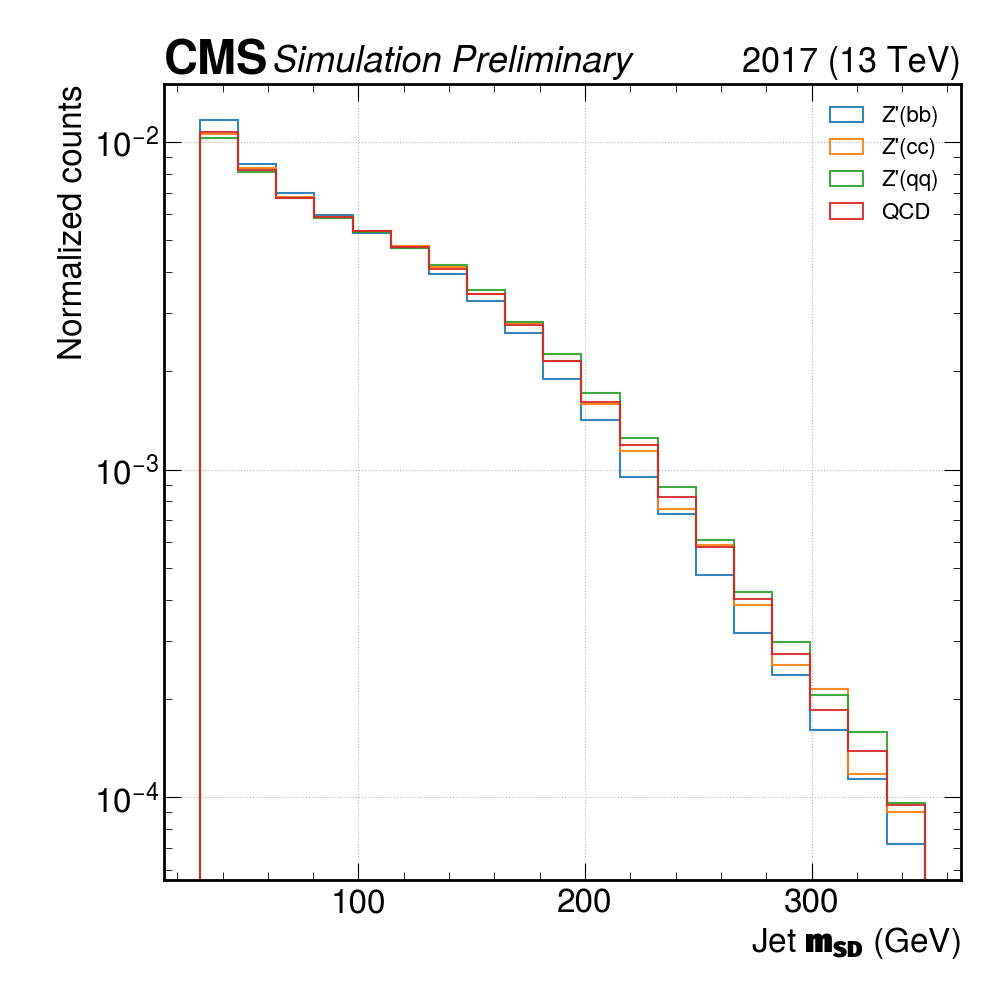 CMS Simulation Preliminary 2017 (13 TeV)
Normalized counts
10⁻²
10⁻³
10⁻⁴
Z'(bb)
Z'(cc)
Z'(qq)
QCD
100 200 300
Jet m_SD (GeV)